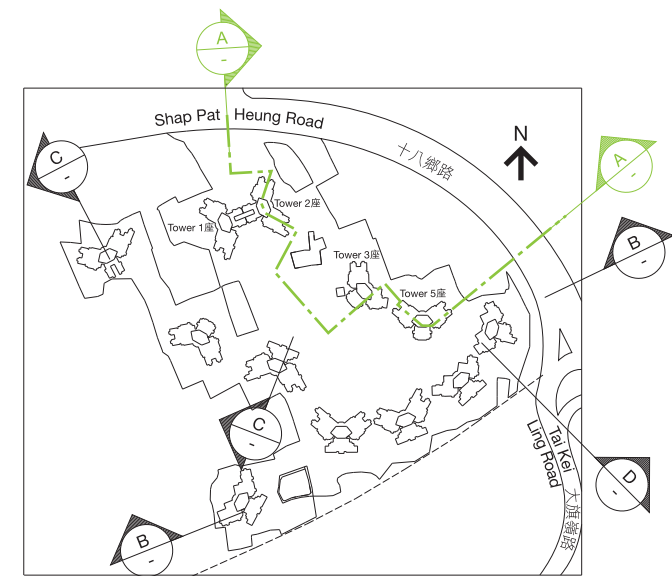 A
-
Shap Pat Heung Road
十八鄉路
N
A
-
C
-
Tower 2座
Tower 1座
B
-
Tower 3座
Tower 5座
C
-
Tai Kei
Ling Road
大旗嶺路
D
-
B
-